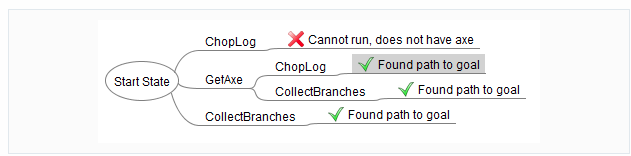 Start State
ChopLog
Cannot run, does not have axe
GetAxe
ChopLog
Found path to goal
CollectBranches
Found path to goal
CollectBranches
Found path to goal